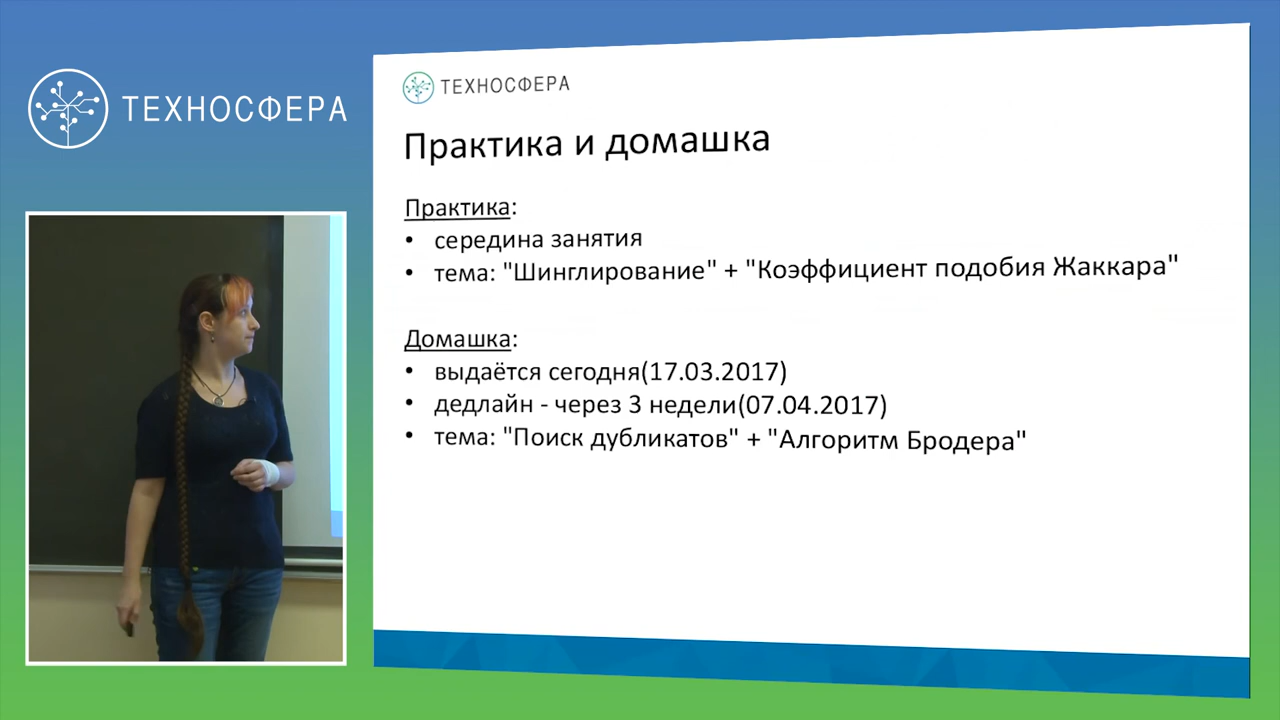 ТЕХНОСФЕРА
ТЕХНОСФЕРА
Практика и домашка
Практика:
• середина занятия
• тема: "Шинглирование" + "Коэффициент подобия Жаккара"
Домашка:
• выдаётся сегодня(17.03.2017)
• дедлайн - через 3 недели(07.04.2017)
• тема: "Поиск дубликатов" + "Алгоритм Бродера"